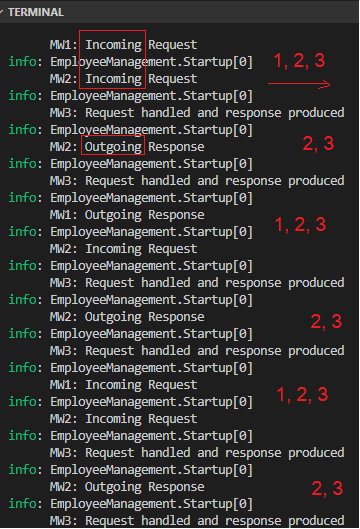 TERMINAL
MW1: Incoming Request
info: EmployeeManagement.Startup[0]
MW2: Incoming Request
1, 2, 3
info: EmployeeManagement.Startup[0]
MW3: Request handled and response produced
info: EmployeeManagement.Startup[0]
MW2: Outgoing Response
2, 3
info: EmployeeManagement.Startup[0]
MW3: Request handled and response produced
info: EmployeeManagement.Startup[0]
MW1: Outgoing Response
1, 2, 3
info: EmployeeManagement.Startup[0]
MW2: Incoming Request
info: EmployeeManagement.Startup[0]
MW3: Request handled and response produced
info: EmployeeManagement.Startup[0]
MW2: Outgoing Response
2, 3
info: EmployeeManagement.Startup[0]
MW3: Request handled and response produced
info: EmployeeManagement.Startup[0]
MW1: Incoming Request
1, 2, 3
info: EmployeeManagement.Startup[0]
MW2: Incoming Request
info: EmployeeManagement.Startup[0]
MW3: Request handled and response produced
info: EmployeeManagement.Startup[0]
MW2: Outgoing Response
2, 3
info: EmployeeManagement.Startup[0]
MW3: Request handled and response produced